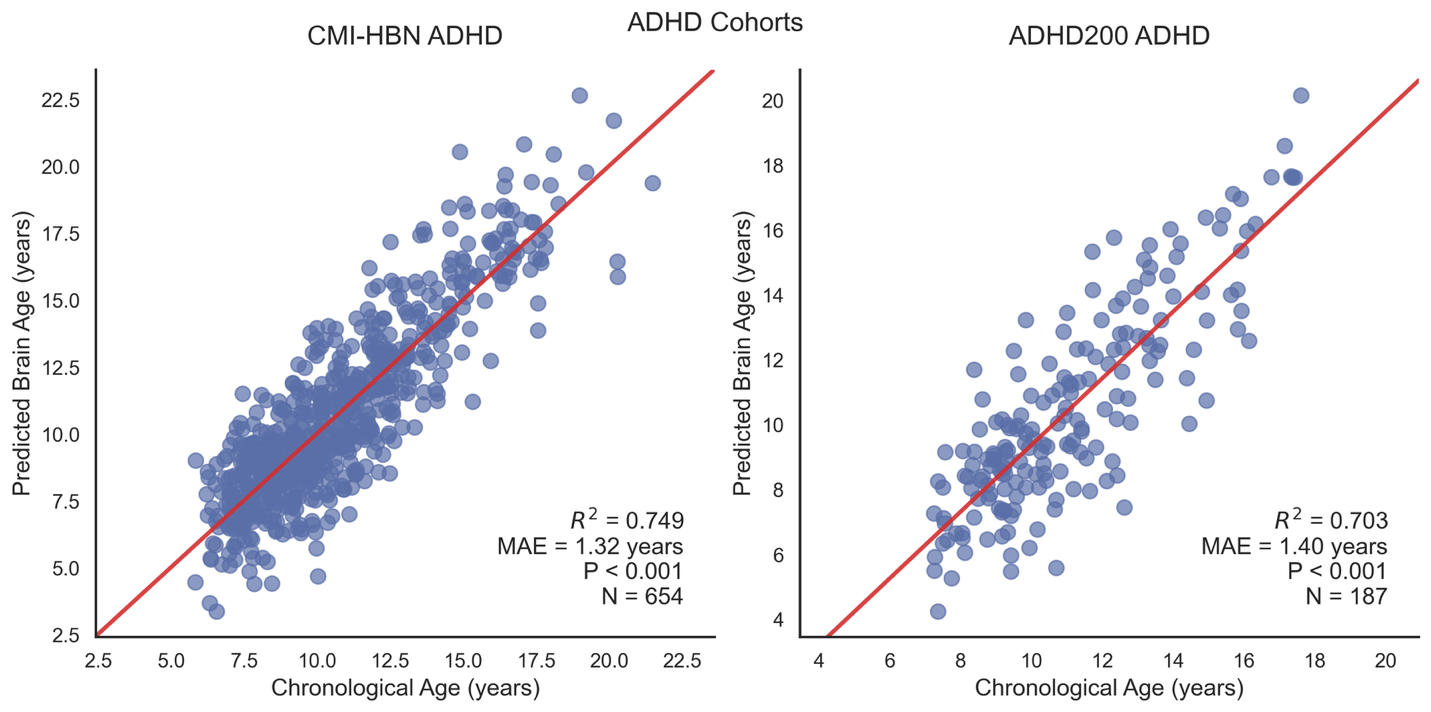 ADHD Cohorts
CMI-HBN ADHD
ADHD200 ADHD
Predicted Brain Age (years)
22.5
20.0
17.5
15.0
12.5
10.0
7.5
5.0
2.5
R² = 0.749
MAE = 1.32 years
P < 0.001
N = 654
2.5 5.0 7.5 10.0 12.5 15.0 17.5 20.0 22.5
Chronological Age (years)
Predicted Brain Age (years)
20
18
16
14
12
10
8
6
4
R² = 0.703
MAE = 1.40 years
P < 0.001
N = 187
4 6 8 10 12 14 16 18 20
Chronological Age (years)